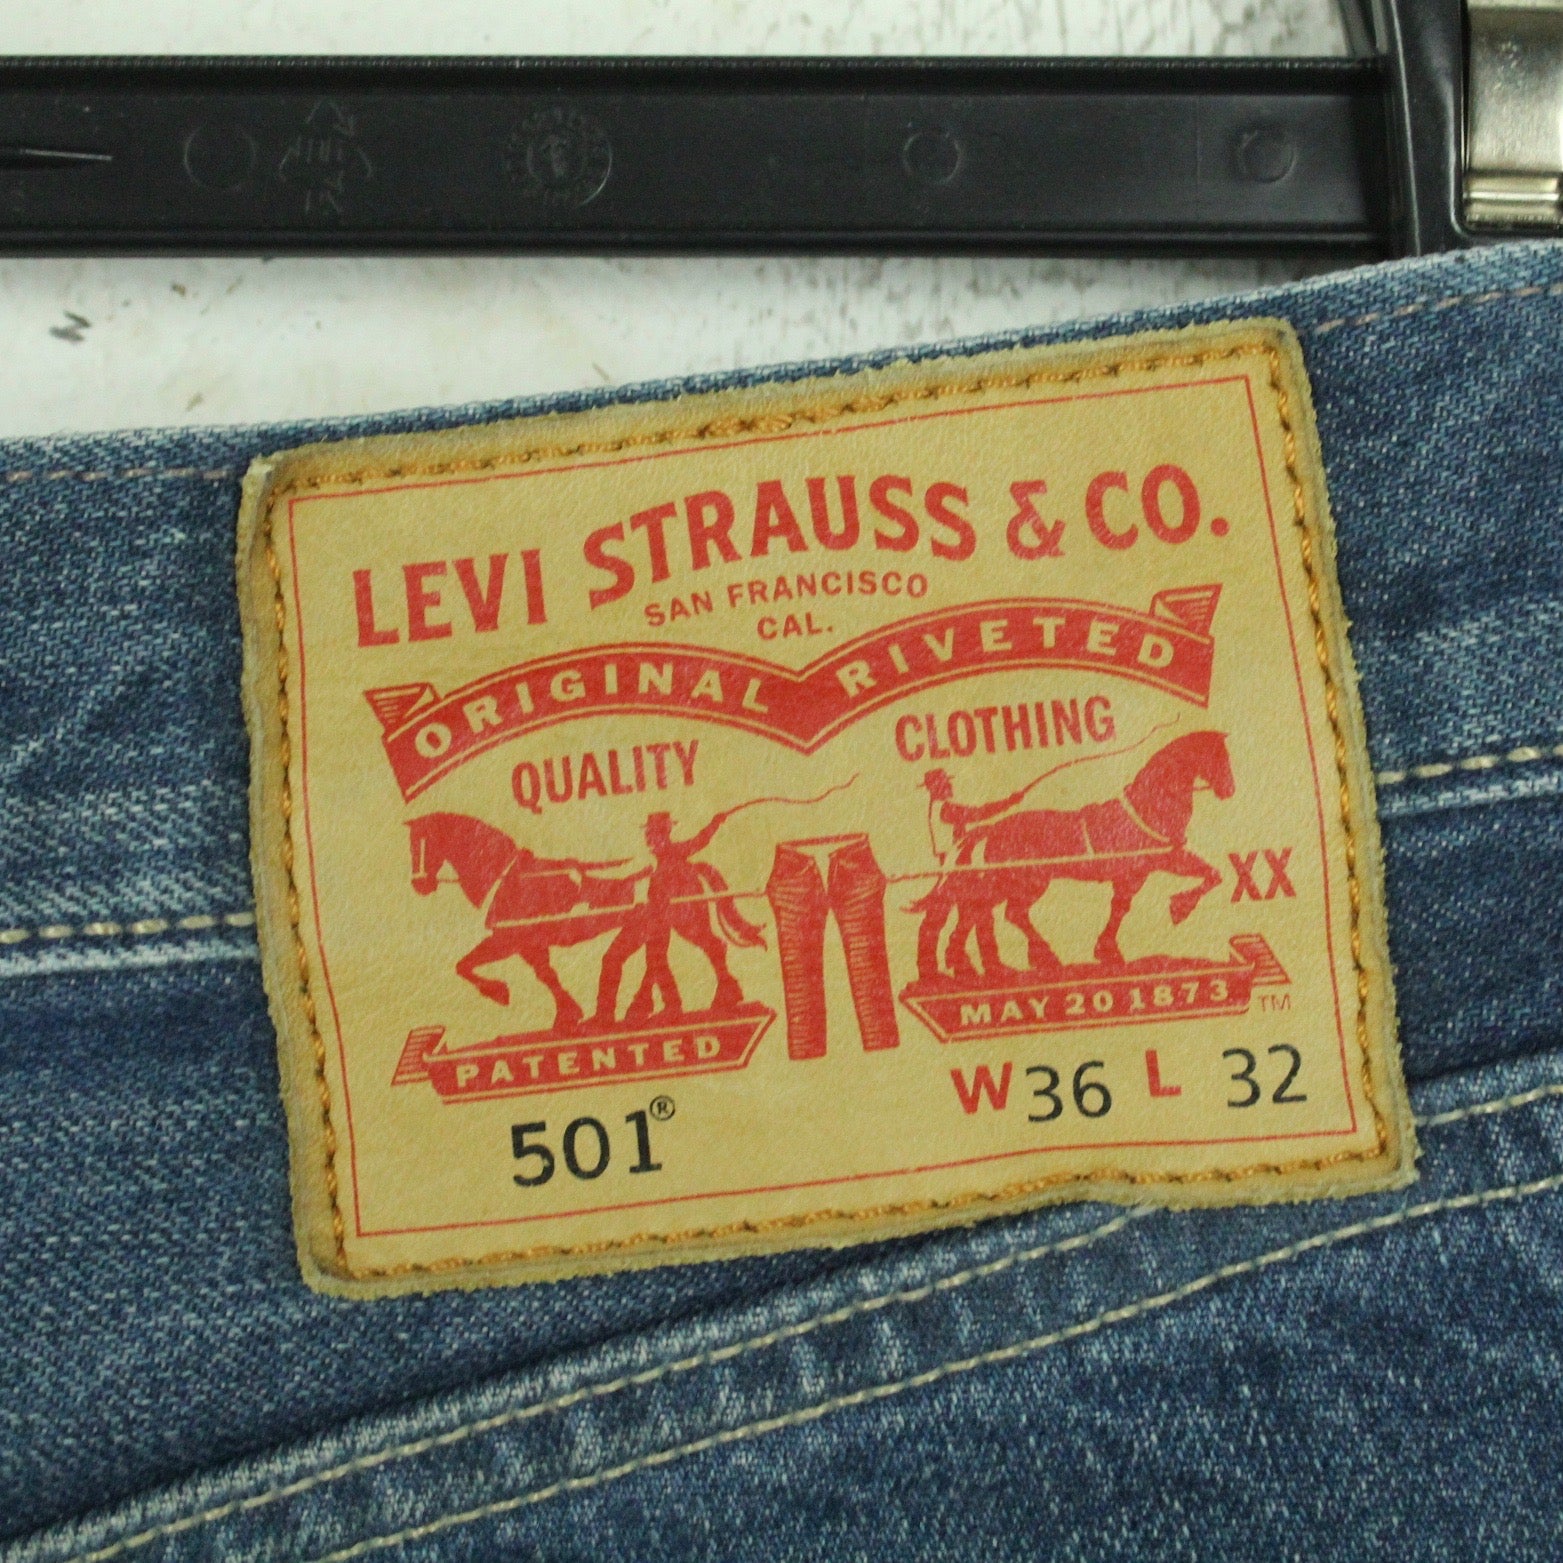 LEVI STRAUSS & CO.
SAN FRANCISCO
CAL.
ORIGINAL RIVETED
QUALITY CLOTHING
XX
PATENTED MAY 20 1873 ™
501® W36 L 32